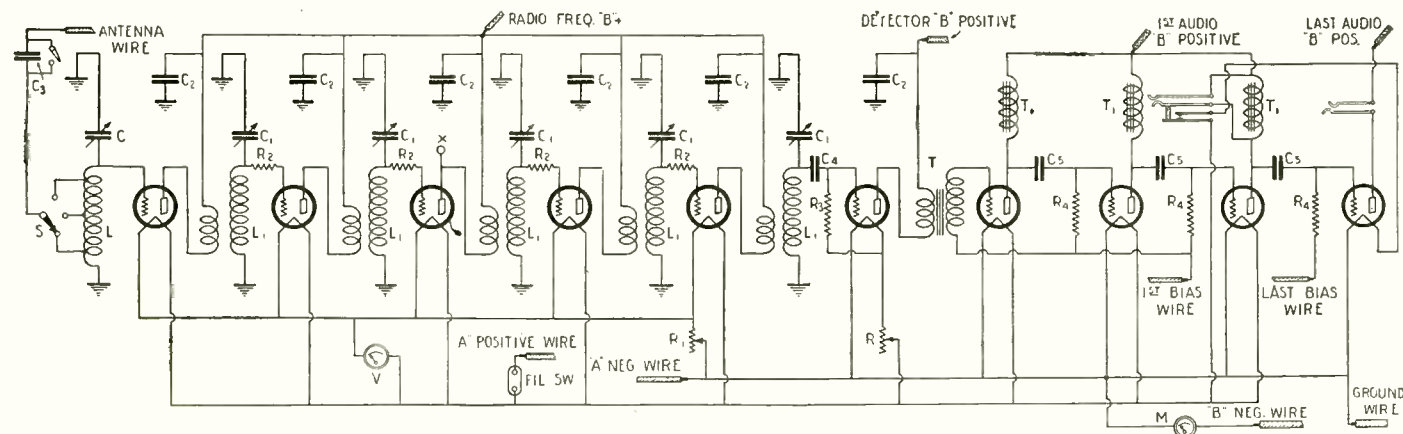 ANTENNA
WIRE
RADIO FREQ. "B"+
DETECTOR "B" POSITIVE
1ST AUDIO
"B" POSITIVE
LAST AUDIO
"B" POS.
C3
C2
C2
C2
C2
C2
C2
C
C1
C1
C1
C1
C1
X
R2
R2
R2
R2
C4
T
T1
T1
C5
C5
C5
S
L
L1
L1
L1
L1
L1
R3
R4
R4
R4
1ST BIAS
WIRE
LAST BIAS
WIRE
V
A" POSITIVE WIRE
FIL SW
"A" NEG WIRE
R1
R
M
"B" NEG. WIRE
GROUND
WIRE